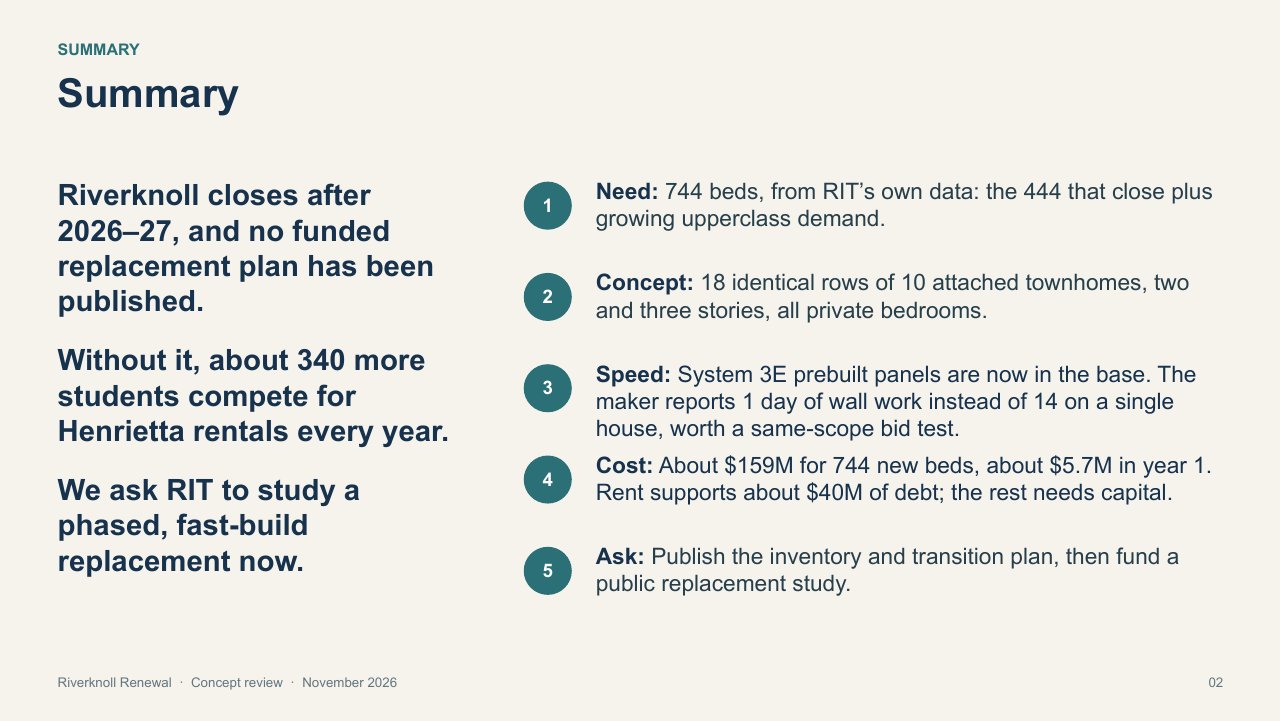 SUMMARY
Summary
Riverknoll closes after
2026–27, and no funded
replacement plan has been
published.
Without it, about 340 more
students compete for
Henrietta rentals every year.
We ask RIT to study a
phased, fast-build
replacement now.
1
Need: 744 beds, from RIT’s own data: the 444 that close plus
growing upperclass demand.
2
Concept: 18 identical rows of 10 attached townhomes, two
and three stories, all private bedrooms.
3
Speed: System 3E prebuilt panels are now in the base. The
maker reports 1 day of wall work instead of 14 on a single
house, worth a same-scope bid test.
4
Cost: About $159M for 744 new beds, about $5.7M in year 1.
Rent supports about $40M of debt; the rest needs capital.
5
Ask: Publish the inventory and transition plan, then fund a
public replacement study.
Riverknoll Renewal · Concept review · November 2026
02